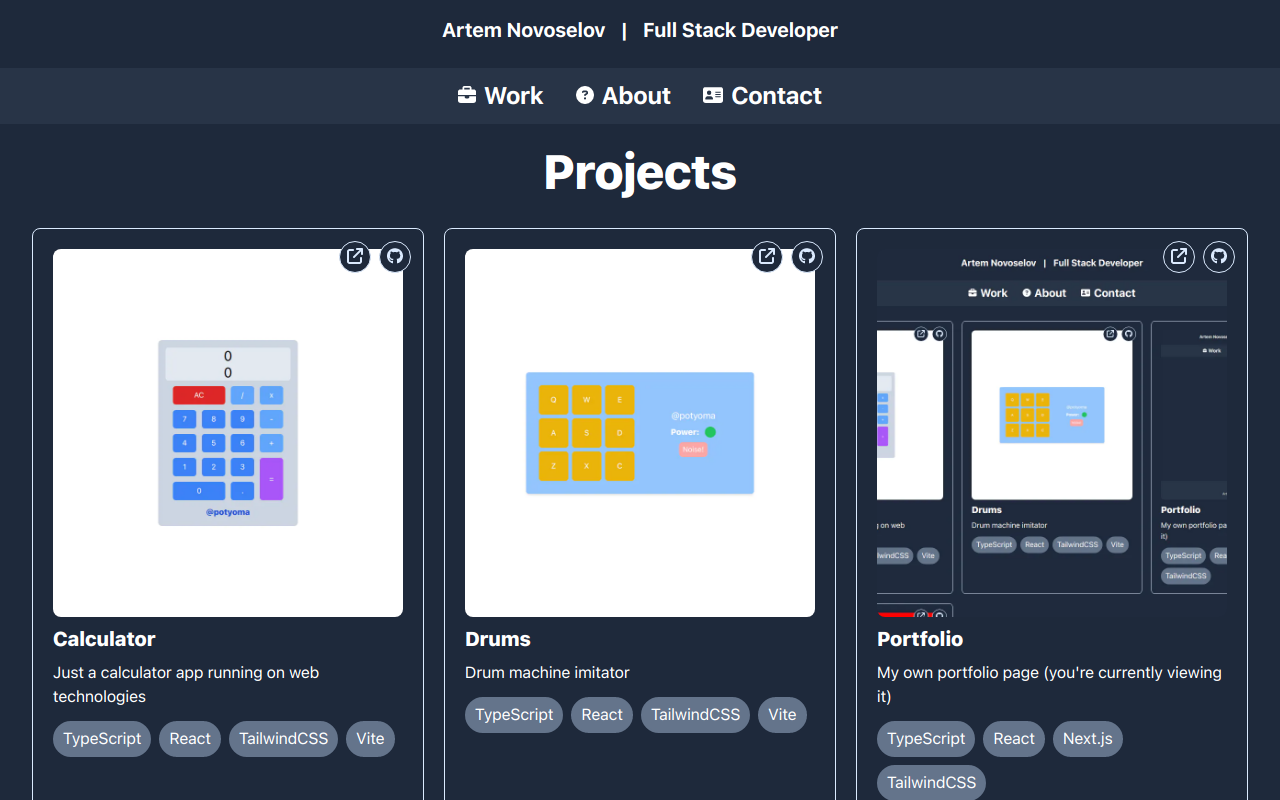 Artem Novoselov | Full Stack Developer
Work About Contact
Projects
0
0
AC / x
7 8 9 -
4 5 6 +
1 2 3 =
0 .
@potyoma
Calculator
Just a calculator app running on web
technologies
TypeScript React TailwindCSS Vite
Q W E
A S D
Z X C
@potyoma
Power:
Noise!
Drums
Drum machine imitator
TypeScript React TailwindCSS Vite
Artem Novoselov | Full Stack Developer
Work About Contact
Work
Drums
Drum machine imitator
TypeScript React TailwindCSS Vite
Portfolio
My own portfolio
it)
TypeScript
TailwindCSS
g on web
Vite
Portfolio
My own portfolio page (you're currently viewing
it)
TypeScript React Next.js
TailwindCSS